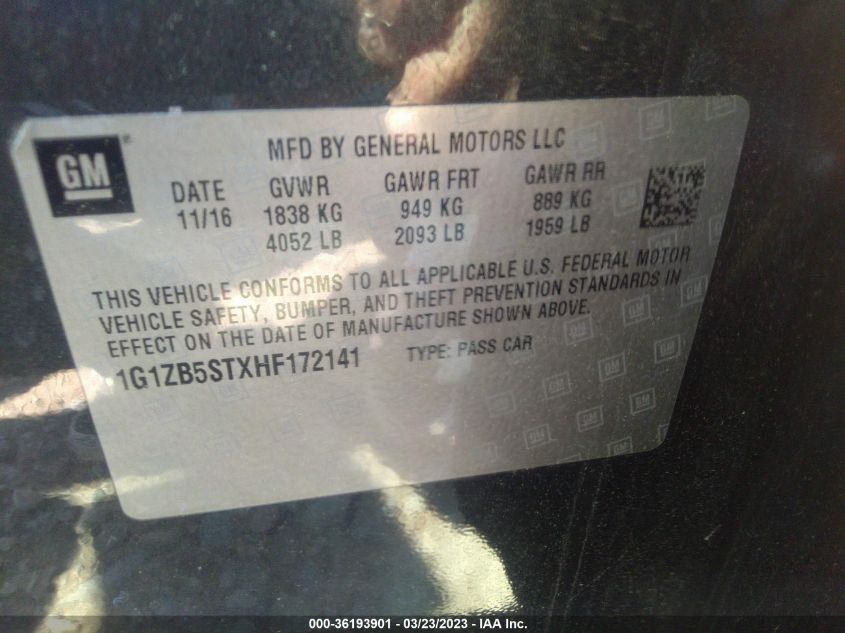 GM®
MFD BY GENERAL MOTORS LLC
DATE GVWR GAWR FRT GAWR RR
11/16 1838 KG 949 KG 889 KG
4052 LB 2093 LB 1959 LB
THIS VEHICLE CONFORMS TO ALL APPLICABLE U.S. FEDERAL MOTOR
VEHICLE SAFETY, BUMPER, AND THEFT PREVENTION STANDARDS IN
EFFECT ON THE DATE OF MANUFACTURE SHOWN ABOVE.
1G1ZB5STXHF172141 TYPE: PASS CAR
000-36193901 / 03/23/2023 - IAA Inc.